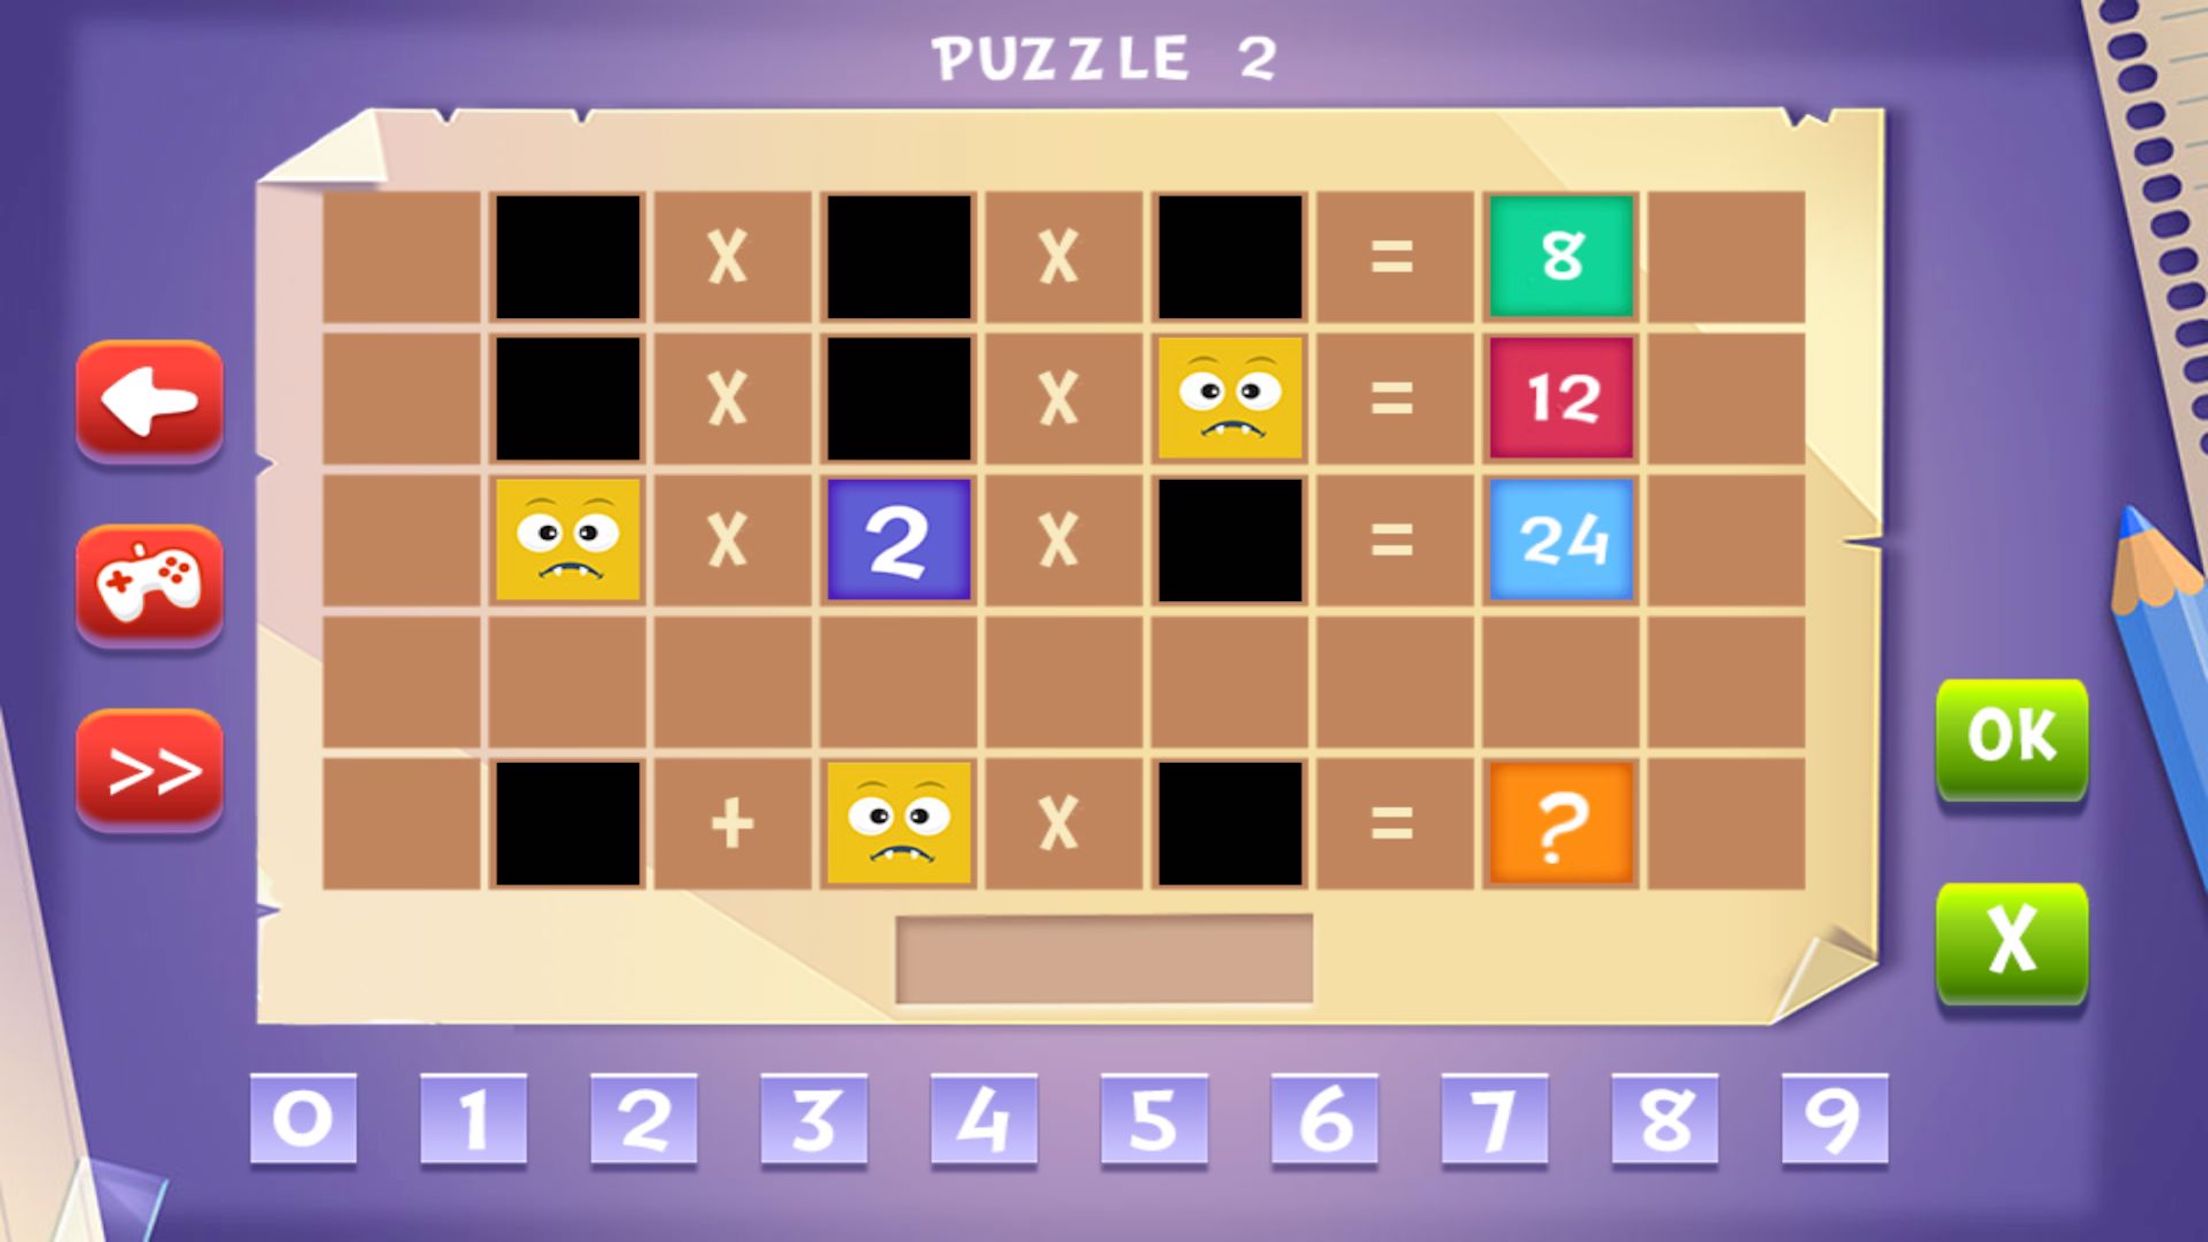 PUZZLE 2
X X = 8
X X = 12
X 2 X = 24
+ X = ?
>>
OK
X
0 1 2 3 4 5 6 7 8 9